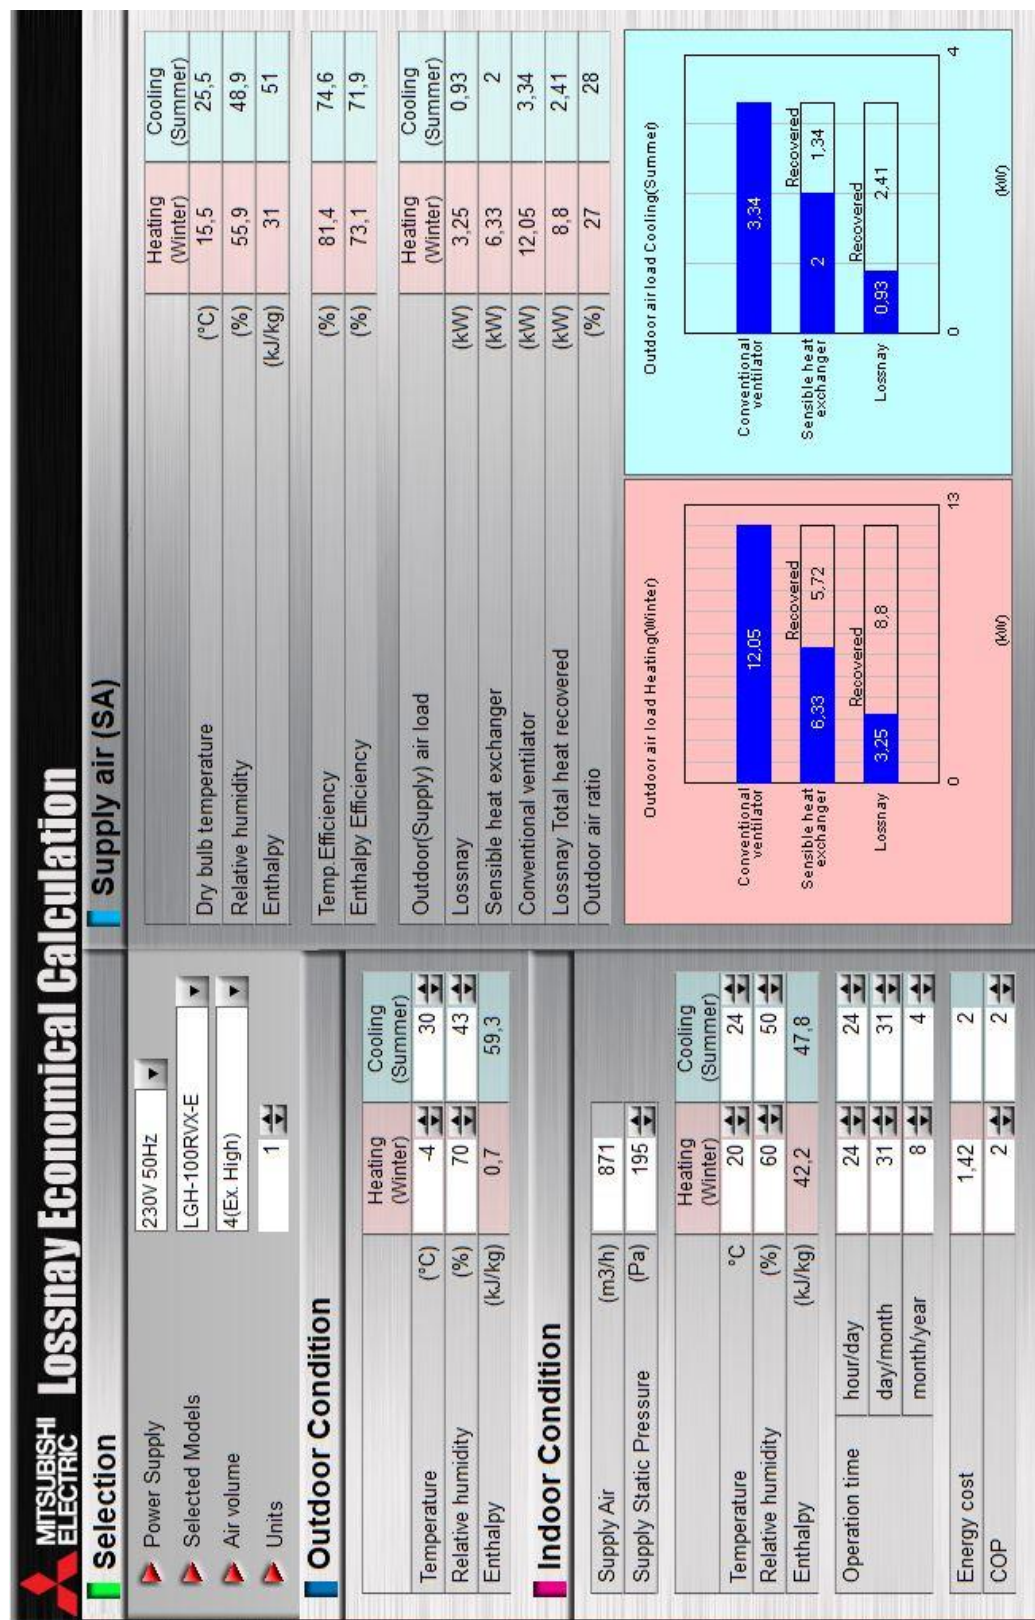 MITSUBISHI
ELECTRIC
Lossnay Economical Calculation
Selection
Power Supply 230V 50Hz
Selected Models LGH-100RVX-E
Air volume 4(Ex. High)
Units 1
Outdoor Condition
Heating (Winter) Cooling (Summer)
Temperature (°C) -4 30
Relative humidity (%) 70 43
Enthalpy (kJ/kg) 0,7 59,3
Indoor Condition
Supply Air (m3/h) 871
Supply Static Pressure (Pa) 195
Heating (Winter) Cooling (Summer)
Temperature °C 20 24
Relative humidity (%) 60 50
Enthalpy (kJ/kg) 42,2 47,8
Operation time hour/day 24 24
day/month 31 31
month/year 8 4
Energy cost 1,42 2
COP 2 2
Supply air (SA)
Heating (Winter) Cooling (Summer)
Dry bulb temperature (°C) 15,5 25,5
Relative humidity (%) 55,9 48,9
Enthalpy (kJ/kg) 31 51
Temp.Efficiency (%) 81,4 74,6
Enthalpy Efficiency (%) 73,1 71,9
Outdoor(Supply) air load Heating (Winter) Cooling (Summer)
Lossnay (kW) 3,25 0,93
Sensible heat exchanger (kW) 6,33 2
Conventional ventilator (kW) 12,05 3,34
Lossnay Total heat recovered (kW) 8,8 2,41
Outdoor air ratio (%) 27 28
Outdoor air load Heating(Winter)
Conventional ventilator 12,05
Recovered
Sensible heat exchanger 6,33 5,72
Recovered
Lossnay 3,25 8,8
0 13
(kW)
Outdoor air load Cooling(Summer)
Conventional ventilator 3,34
Recovered
Sensible heat exchanger 2 1,34
Recovered
Lossnay 0,93 2,41
0 4
(kW)